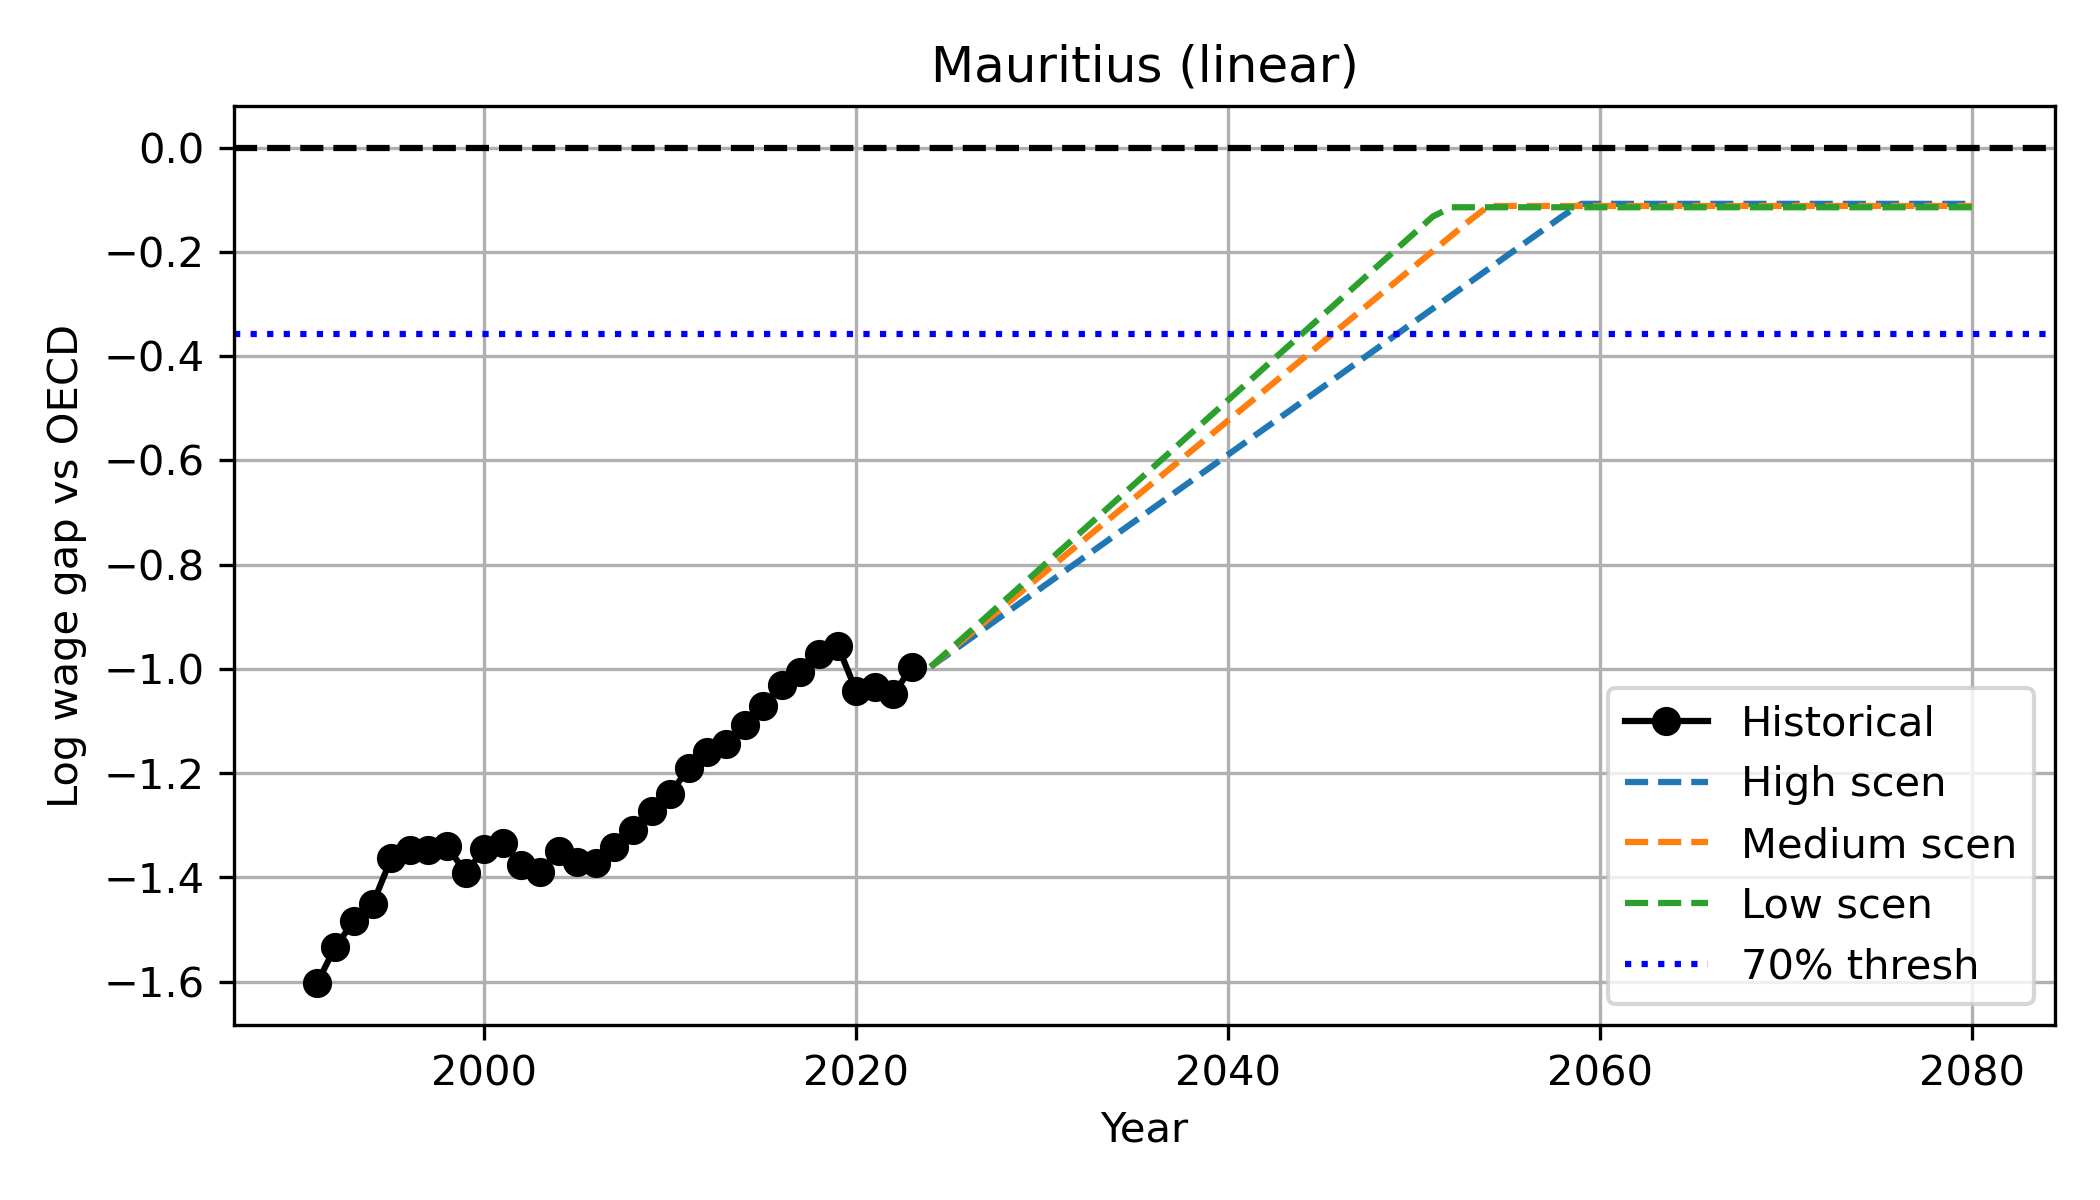 Mauritius (linear)
Log wage gap vs OECD
0.0
−0.2
−0.4
−0.6
−0.8
−1.0
−1.2
−1.4
−1.6
Historical
High scen
Medium scen
Low scen
70% thresh
2000 2020 2040 2060 2080
Year